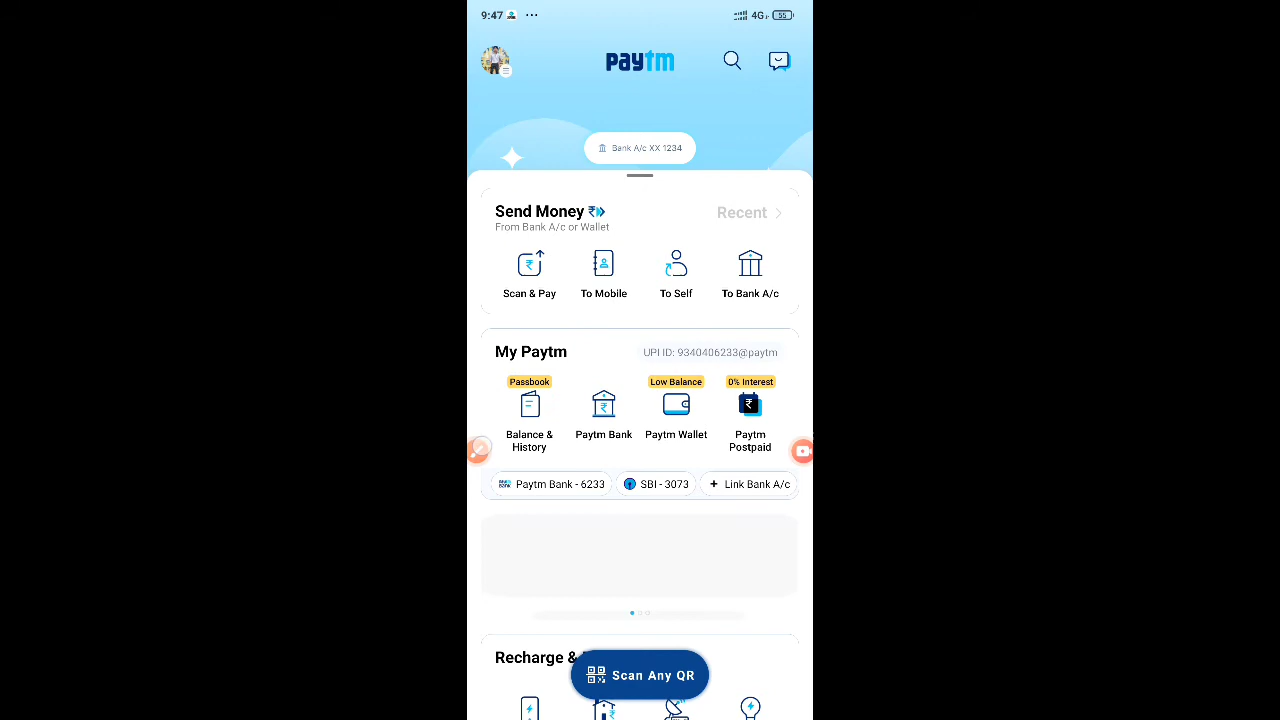 9:47
4G
55
paytm
Bank A/c XX 1234
Send Money
Recent
From Bank A/c or Wallet
Scan & Pay
To Mobile
To Self
To Bank A/c
My Paytm
UPI ID: 9340406233@paytm
Passbook
Low Balance
0% Interest
Balance & History
Paytm Bank
Paytm Wallet
Paytm Postpaid
Paytm Bank - 6233
SBI - 3073
+ Link Bank A/c
Recharge &
Scan Any QR